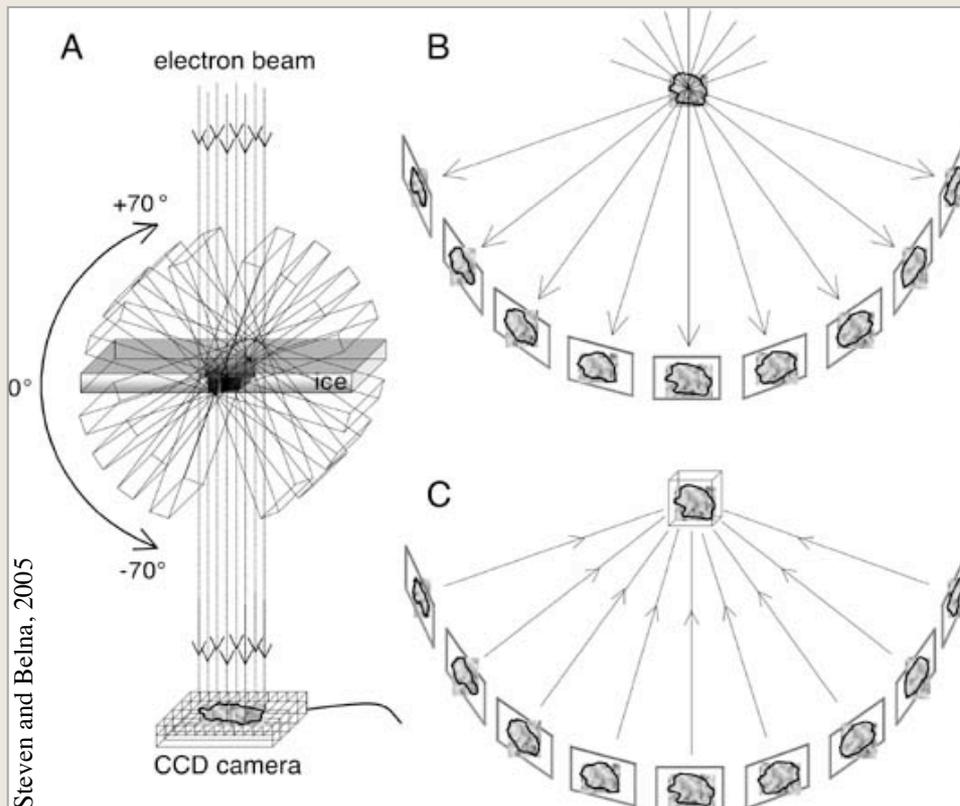 A
electron beam
+70°
0°
ice
-70°
CCD camera
B
C
Steven and Belna, 2005